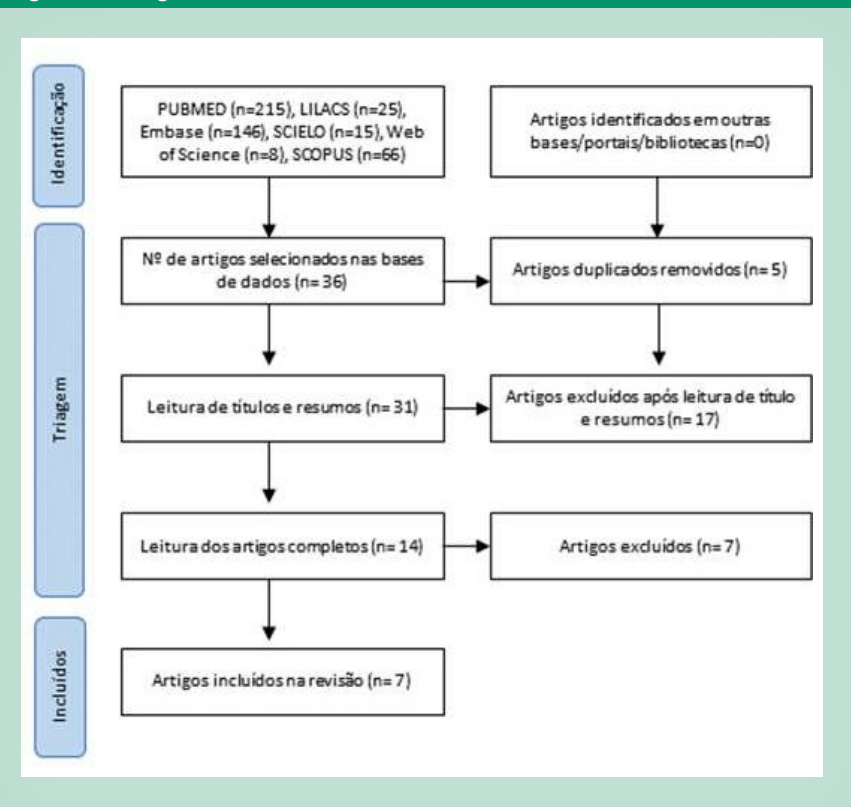 Identificação
PUBMED (n=215), LILACS (n=25),
Embase (n=146), SCIELO (n=15), Web
of Science (n=8), SCOPUS (n=66)
Artigos identificados em outras
bases/portais/bibliotecas (n=0)
Triagem
Nº de artigos selecionados nas bases
de dados (n= 36)
Artigos duplicados removidos (n= 5)
Leitura de títulos e resumos (n= 31)
Artigos excluídos após leitura de título
e resumos (n= 17)
Leitura dos artigos completos (n= 14)
Artigos excluídos (n= 7)
Incluídos
Artigos incluídos na revisão (n= 7)